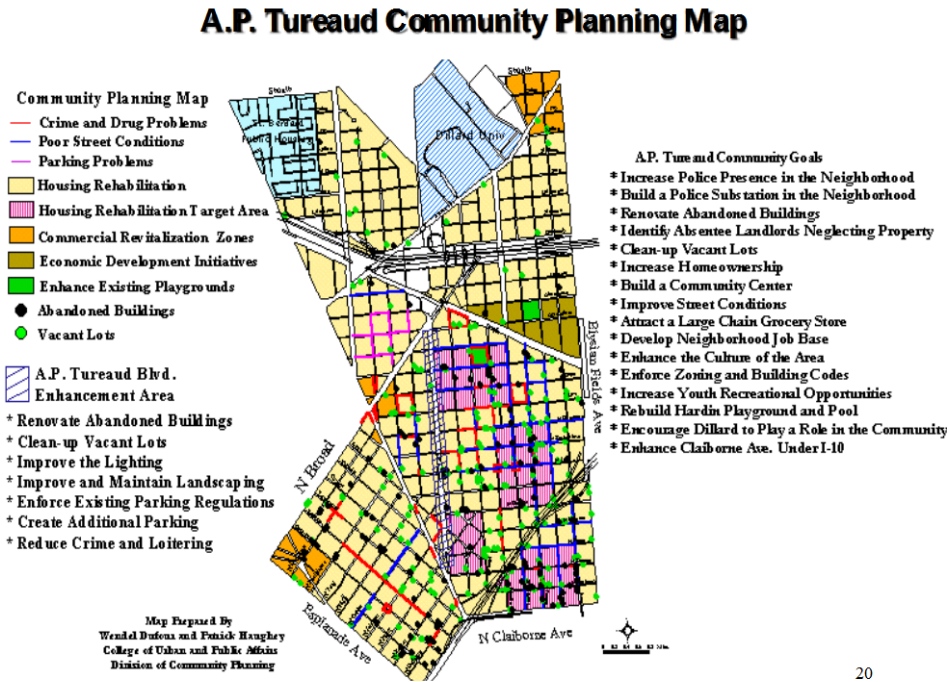 A.P. Tureaud Community Planning Map
Community Planning Map
Crime and Drug Problems
Poor Street Conditions
Parking Problems
Housing Rehabilitation
Housing Rehabilitation Target Area
Commercial Revitalization Zones
Economic Development Initiatives
Enhance Existing Playgrounds
Abandoned Buildings
Vacant Lots
A.P. Tureaud Blvd.
Enhancement Area
* Renovate Abandoned Buildings
* Clean-up Vacant Lots
* Improve the Lighting
* Improve and Maintain Landscaping
* Enforce Existing Parking Regulations
* Create Additional Parking
* Reduce Crime and Loitering
St. Bernard
Public Housing
Dillard Univ
N Broad
Esplanade Ave
N Claiborne Ave
Elysian Fields Ave
A.P. Tureaud Community Goals
* Increase Police Presence in the Neighborhood
* Build a Police Substation in the Neighborhood
* Renovate Abandoned Buildings
* Identify Absentee Landlords Neglecting Property
* Clean-up Vacant Lots
* Increase Homeownership
* Build a Community Center
* Improve Street Conditions
* Attract a Large Chain Grocery Store
* Develop Neighborhood Job Base
* Enhance the Culture of the Area
* Enforce Zoning and Building Codes
* Increase Youth Recreational Opportunities
* Rebuild Hardin Playground and Pool
* Encourage Dillard to Play a Role in the Community
* Enhance Claiborne Ave. Under I-10
Map Prepared By
Wendel Dufour and Patrick Haughey
College of Urban and Public Affairs
Division of Community Planning
20